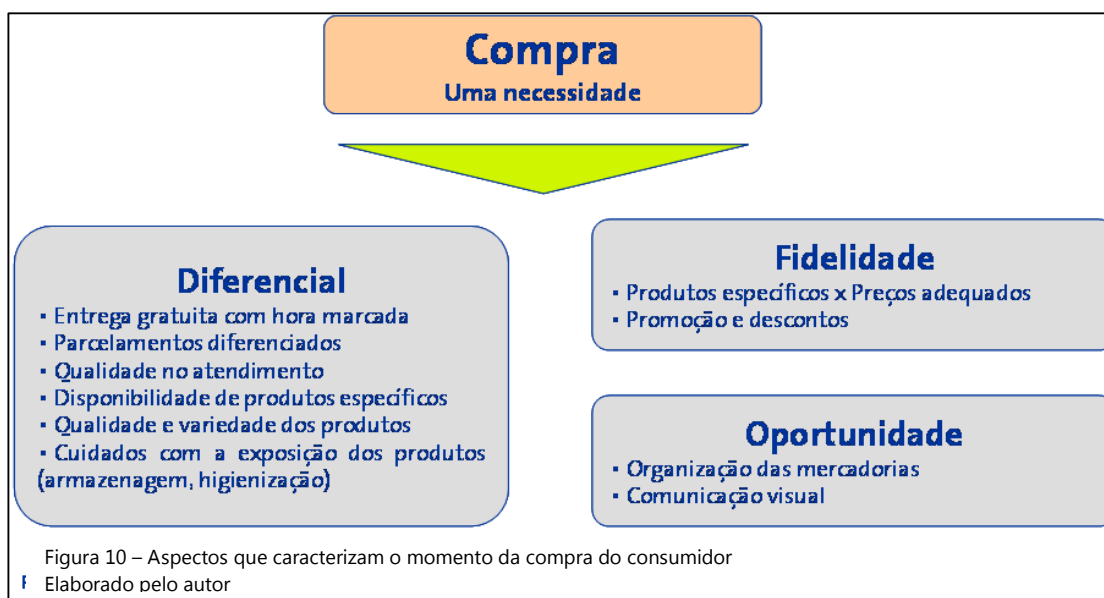 Compra
Uma necessidade
Diferencial
▪ Entrega gratuita com hora marcada
▪ Parcelamentos diferenciados
▪ Qualidade no atendimento
▪ Disponibilidade de produtos específicos
▪ Qualidade e variedade dos produtos
▪ Cuidados com a exposição dos produtos
(armazenagem, higienização)
Fidelidade
▪ Produtos específicos x Preços adequados
▪ Promoção e descontos
Oportunidade
▪ Organização das mercadorias
▪ Comunicação visual
Figura 10 – Aspectos que caracterizam o momento da compra do consumidor
Elaborado pelo autor